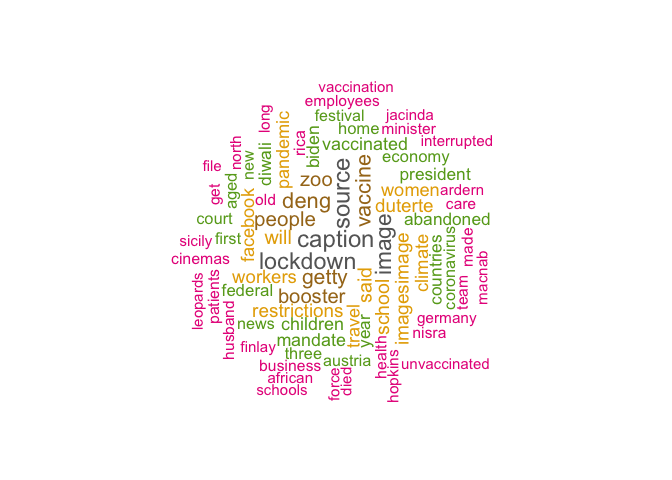 vaccination
employees
long
festival
jacinda
pandemic
rica
biden
home
minister
interrupted
north
new
diwali
vaccinated
economy
file
get
aged
zoo
source
vaccine
president
old
deng
women
ardern
court
facebook
people
duterte
care
abandoned
sicily
first
will
caption
image
made
cinemas
lockdown
imagesimage
climate
countries
coronavirus
team
macnab
workers
getty
said
school
leopards
patients
federal
booster
restrictions
travel
husband
news
children
year
germany
nisra
finlay
mandate
three
austria
health
business
unvaccinated
african
force
died
hopkins
schools